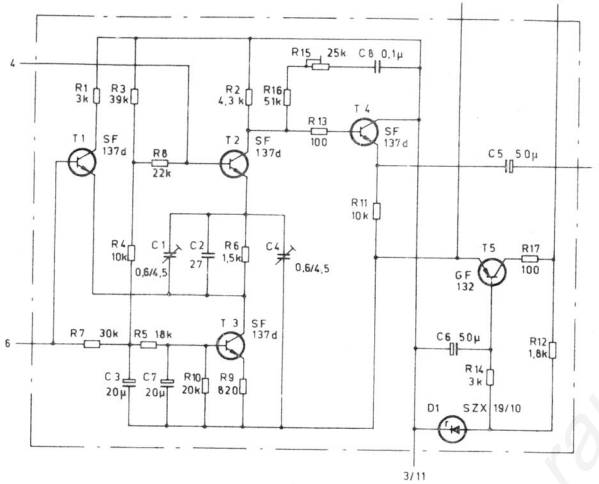 R15 25k C8 0,1μ
4
R1 3k
R3 39k
R2 4,3k
R16 51k
R13 100
T4 SF 137d
T1 SF 137d
R8 22k
T2 SF 137d
C5 50μ
R11 10k
R4 10k
C1 0,6/4,5
C2 27
R6 1,5k
C4 0,6/4,5
T5 GF 132
R17 100
6
R7 30k
R5 18k
T3 SF 137d
C6 50μ
R12 1,8k
C3 20μ
C7 20μ
R10 20k
R9 820
R14 3k
D1 SZX 19/10
3/11